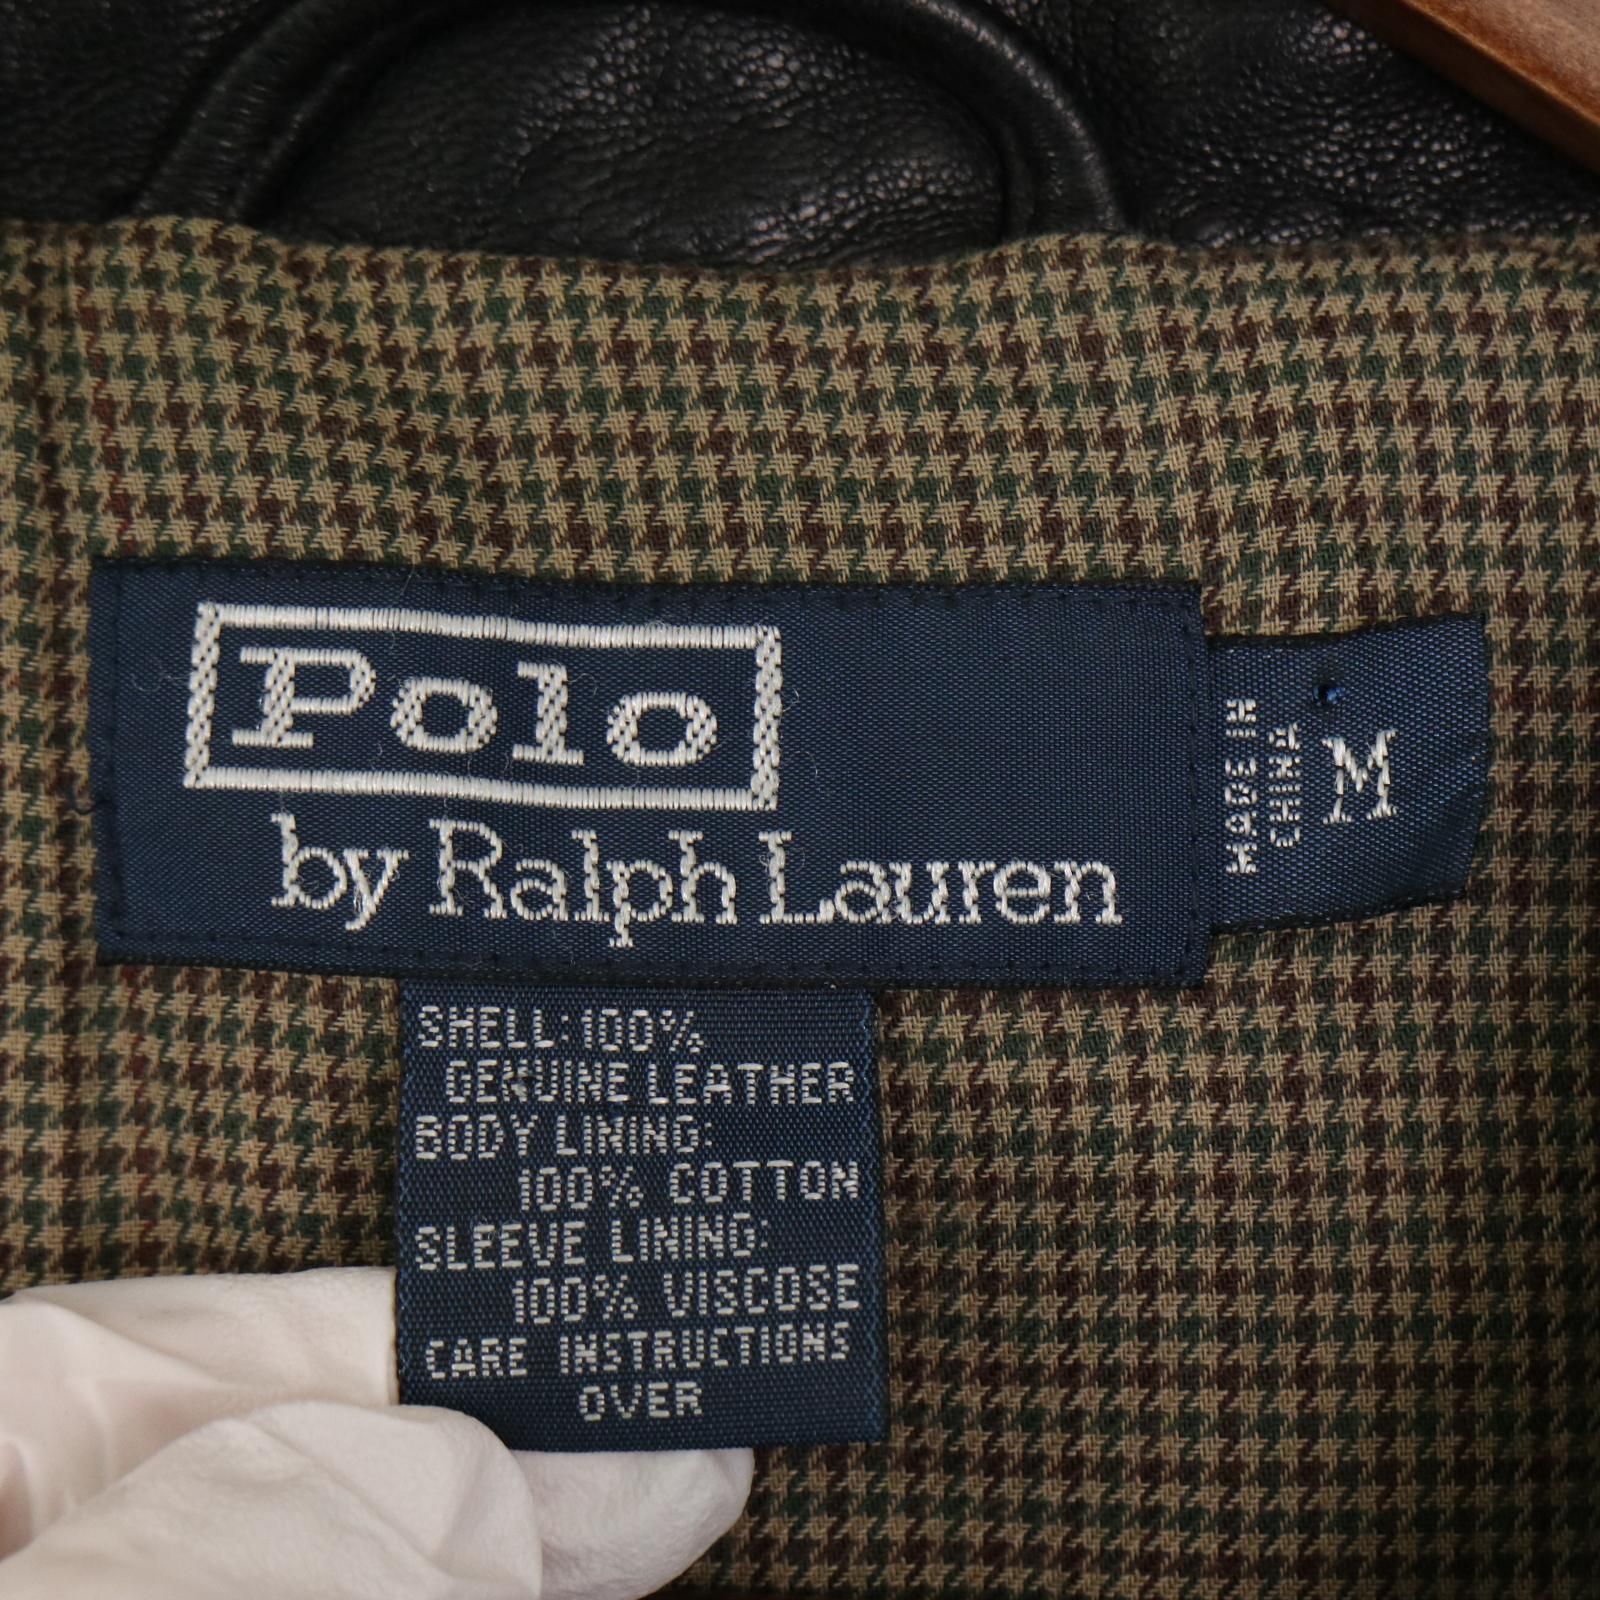 Polo
by Ralph Lauren
MADE IN
CHINA
M
SHELL:100%
GENUINE LEATHER
BODY LINING:
100% COTTON
SLEEVE LINING:
100% VISCOSE
CARE INSTRUCTIONS
OVER